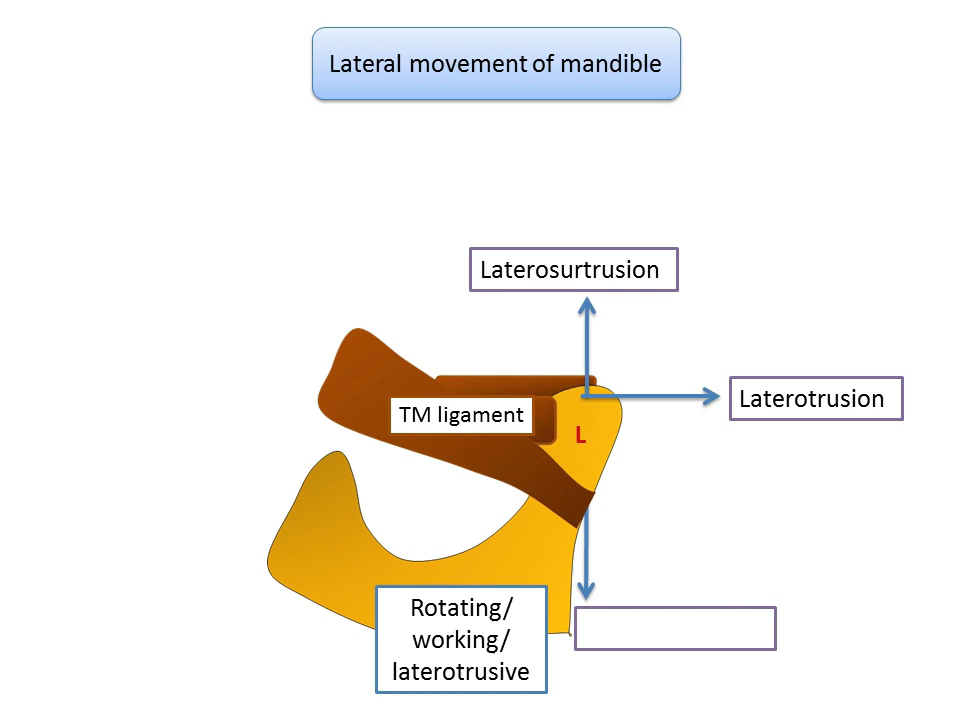 Lateral movement of mandible
Laterosurtrusion
Laterotrusion
TM ligament
L
Rotating/
working/
laterotrusive